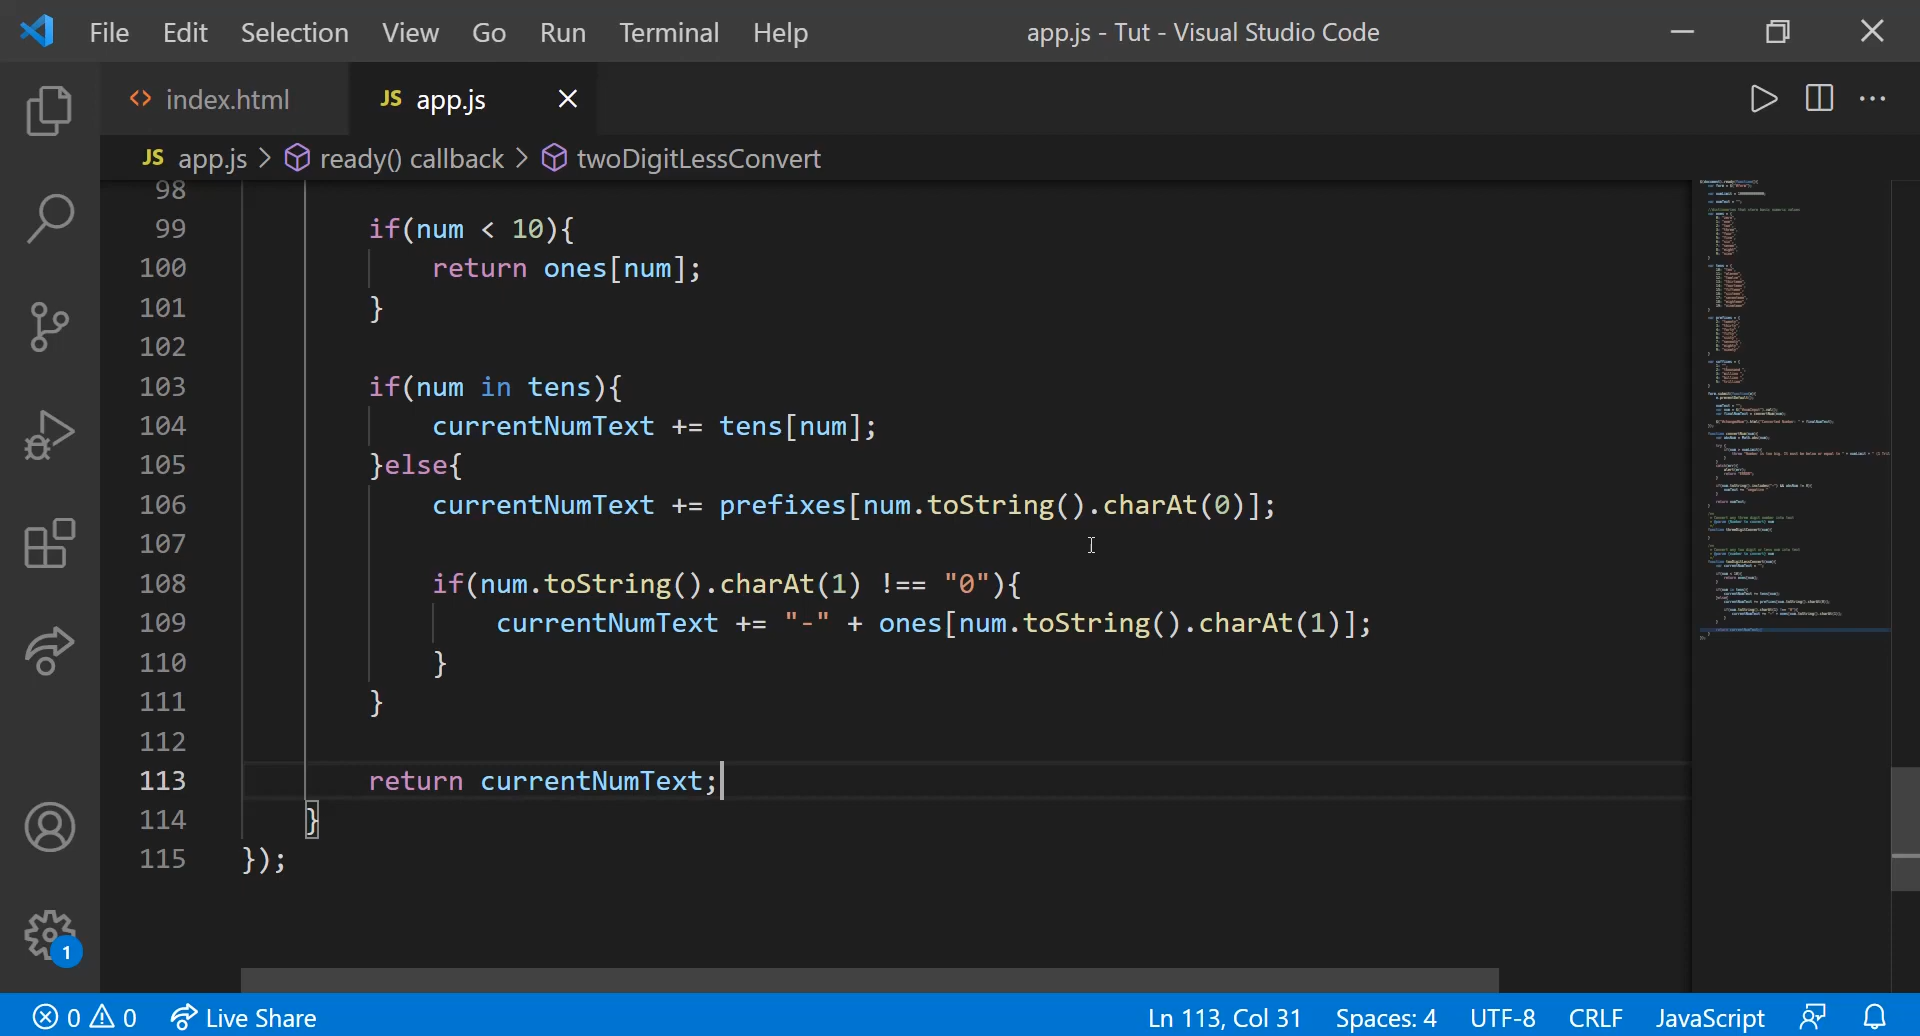 File Edit Selection View Go Run Terminal Help app.js - Tut - Visual Studio Code
index.html JS app.js
JS app.js > ready() callback > twoDigitLessConvert
98
99 if(num < 10){
100 return ones[num];
101 }
102
103 if(num in tens){
104 currentNumText += tens[num];
105 }else{
106 currentNumText += prefixes[num.toString().charAt(0)];
107
108 if(num.toString().charAt(1) !== "0"){
109 currentNumText += "-" + ones[num.toString().charAt(1)];
110 }
111 }
112
113 return currentNumText;
114 }
115 });
1
0 0 Live Share Ln 113, Col 31 Spaces: 4 UTF-8 CRLF JavaScript